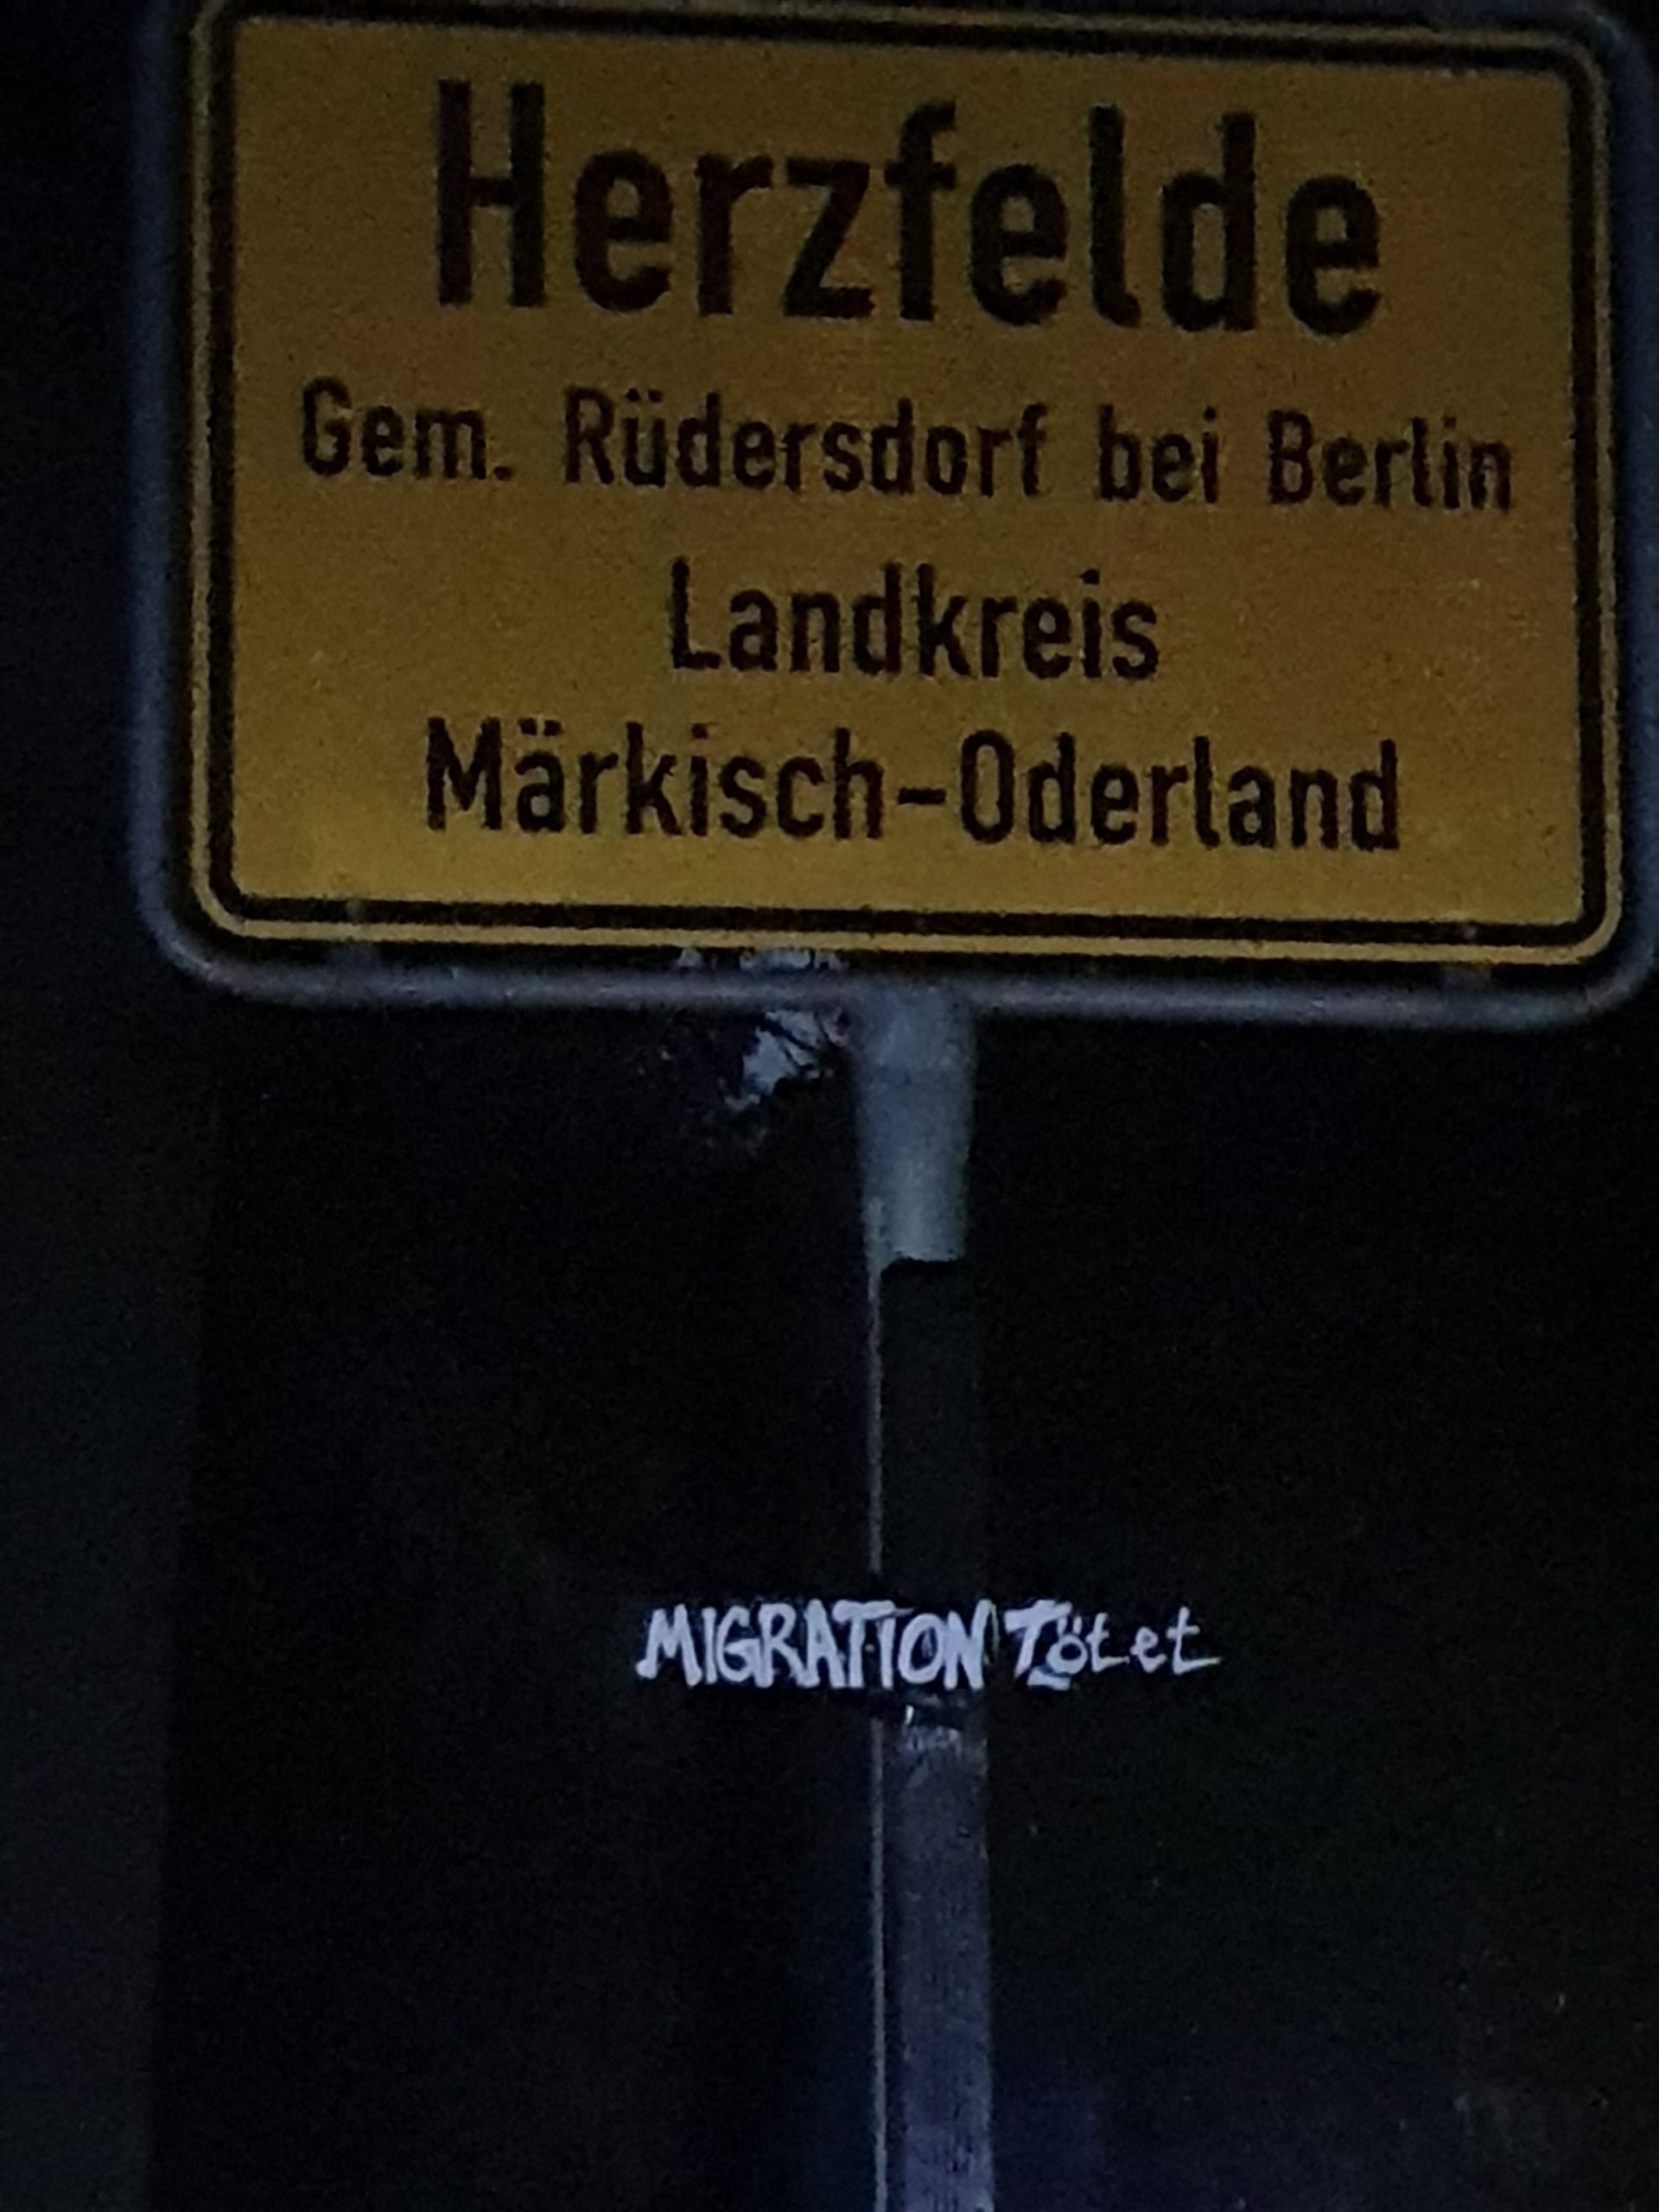 Herzfelde
Gem. Rüdersdorf bei Berlin
Landkreis
Märkisch-Oderland
MIGRATION Tötet